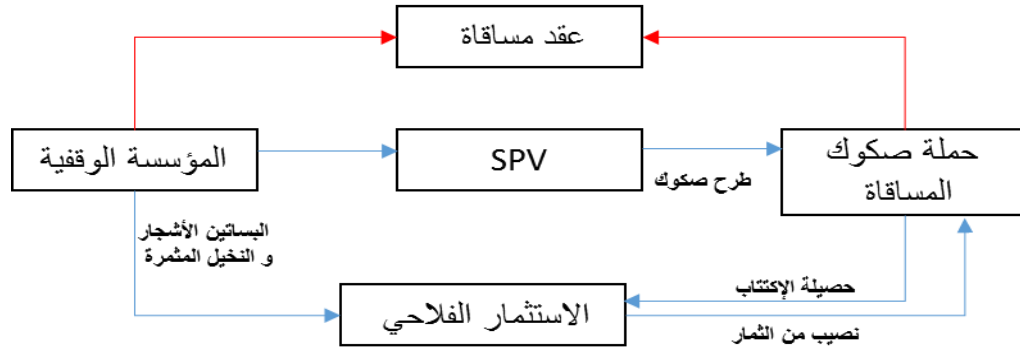 عقد مساقاة
المؤسسة الوقفية
SPV
طرح صكوك
حملة صكوك
المساقاة
البساتين الأشجار
و النخيل المثمرة
حصيلة الإكتتاب
الاستثمار الفلاحي
نصيب من الثمار